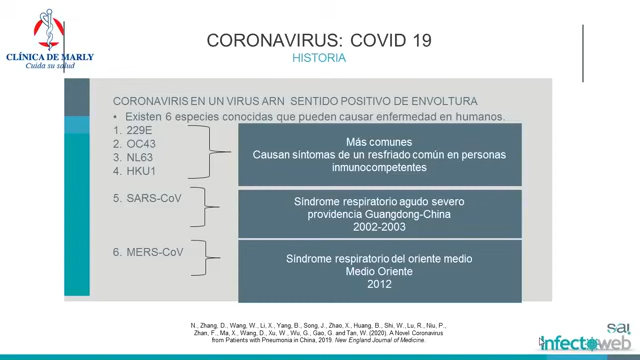 CLÍNICA DE MARLY
Cuida su salud
CORONAVIRUS: COVID 19
HISTORIA
CORONAVIRIS EN UN VIRUS ARN SENTIDO POSITIVO DE ENVOLTURA
• Existen 6 especies conocidas que pueden causar enfermedad en humanos.
1. 229E
2. OC43
3. NL63
4. HKU1
Más comunes
Causan síntomas de un resfriado común en personas
inmunocompetentes
5. SARS-CoV
Síndrome respiratorio agudo severo
providencia Guangdong-China
2002-2003
6. MERS-CoV
Síndrome respiratorio del oriente medio
Medio Oriente
2012
N., Zhang, D., Wang, W., Li, X., Yang, B., Song, J., Zhao, X., Huang, B., Shi, W., Lu, R., Niu, P.,
Zhan, F., Ma, X., Wang, D., Xu, W., Wu, G., Gao, G. and Tan, W. (2020). A Novel Coronavirus
from Patients with Pneumonia in China, 2019. New England Journal of Medicine.
infectoweb